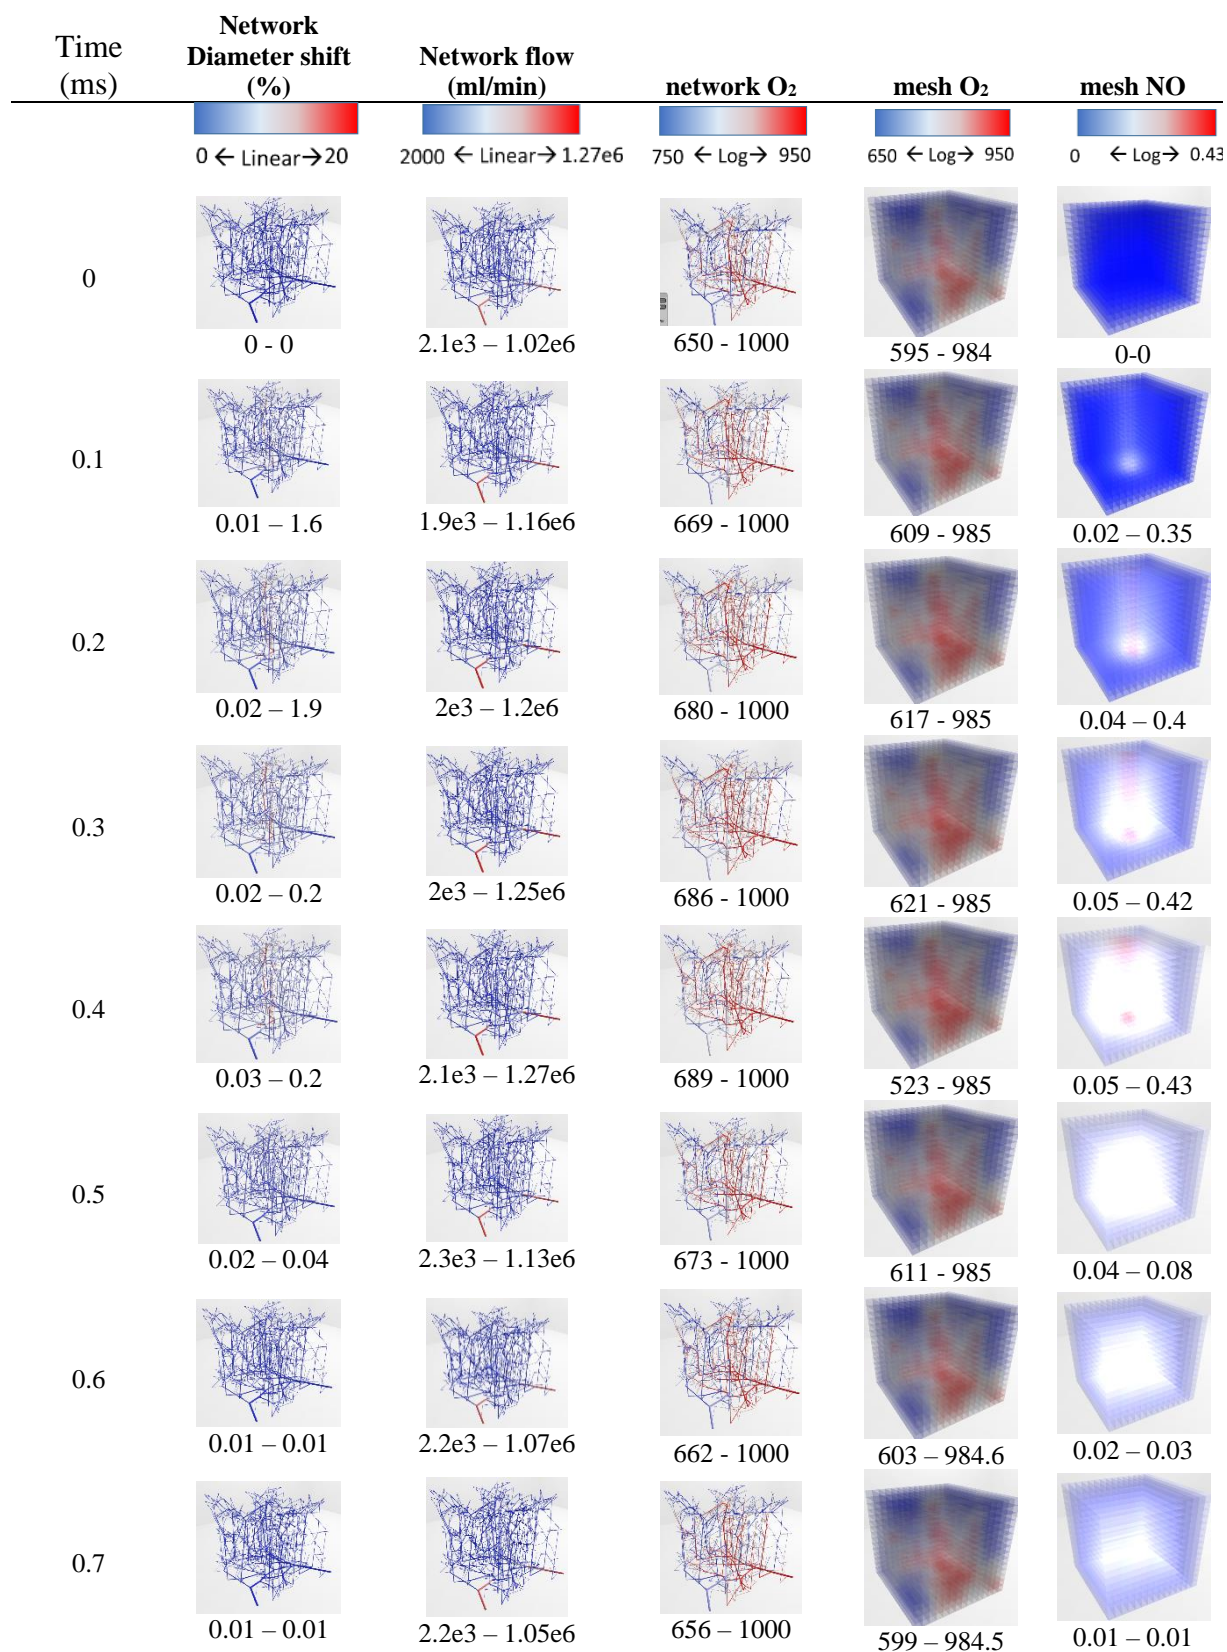 Time (ms)
Network Diameter shift (%)
Network flow (ml/min)
network O₂
mesh O₂
mesh NO
0 ← Linear→ 20
2000 ← Linear→ 1.27e6
750 ← Log→ 950
650 ← Log→ 950
0 ← Log→ 0.43
0
0 - 0
2.1e3 – 1.02e6
650 - 1000
595 - 984
0-0
0.1
0.01 – 1.6
1.9e3 – 1.16e6
669 - 1000
609 - 985
0.02 – 0.35
0.2
0.02 – 1.9
2e3 – 1.2e6
680 - 1000
617 - 985
0.04 – 0.4
0.3
0.02 – 0.2
2e3 – 1.25e6
686 - 1000
621 - 985
0.05 – 0.42
0.4
0.03 – 0.2
2.1e3 – 1.27e6
689 - 1000
523 - 985
0.05 – 0.43
0.5
0.02 – 0.04
2.3e3 – 1.13e6
673 - 1000
611 - 985
0.04 – 0.08
0.6
0.01 – 0.01
2.2e3 – 1.07e6
662 - 1000
603 – 984.6
0.02 – 0.03
0.7
0.01 – 0.01
2.2e3 – 1.05e6
656 – 1000
599 – 984.5
0.01 – 0.01